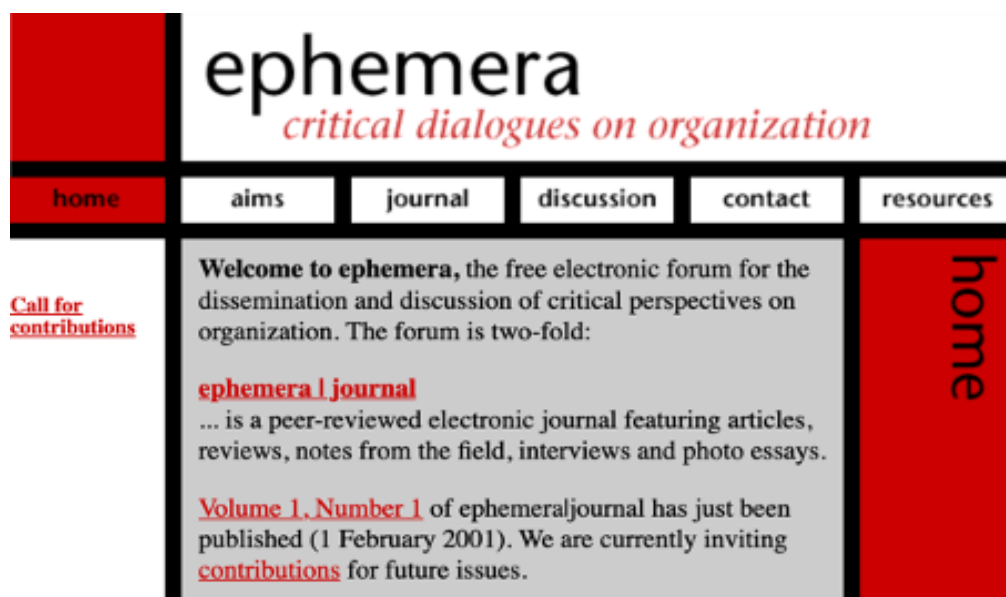 ephemera
critical dialogues on organization
home aims journal discussion contact resources
Call for
contributions
Welcome to ephemera, the free electronic forum for the
dissemination and discussion of critical perspectives on
organization. The forum is two-fold:
ephemera | journal
... is a peer-reviewed electronic journal featuring articles,
reviews, notes from the field, interviews and photo essays.
Volume 1, Number 1 of ephemera|journal has just been
published (1 February 2001). We are currently inviting
contributions for future issues.
home